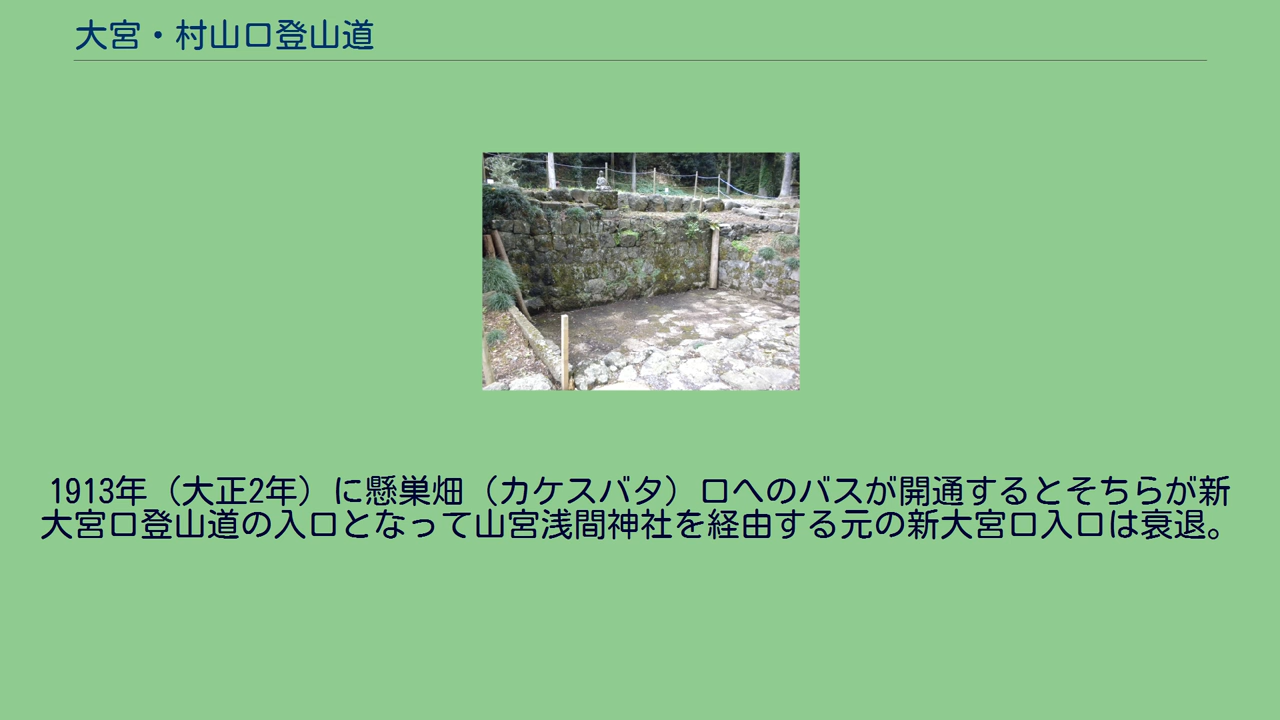 大宮・村山口登山道
1913年（大正2年）に懸巣畑（カケスバタ）口へのバスが開通するとそちらが新
大宮口登山道の入口となって山宮浅間神社を経由する元の新大宮口入口は衰退。